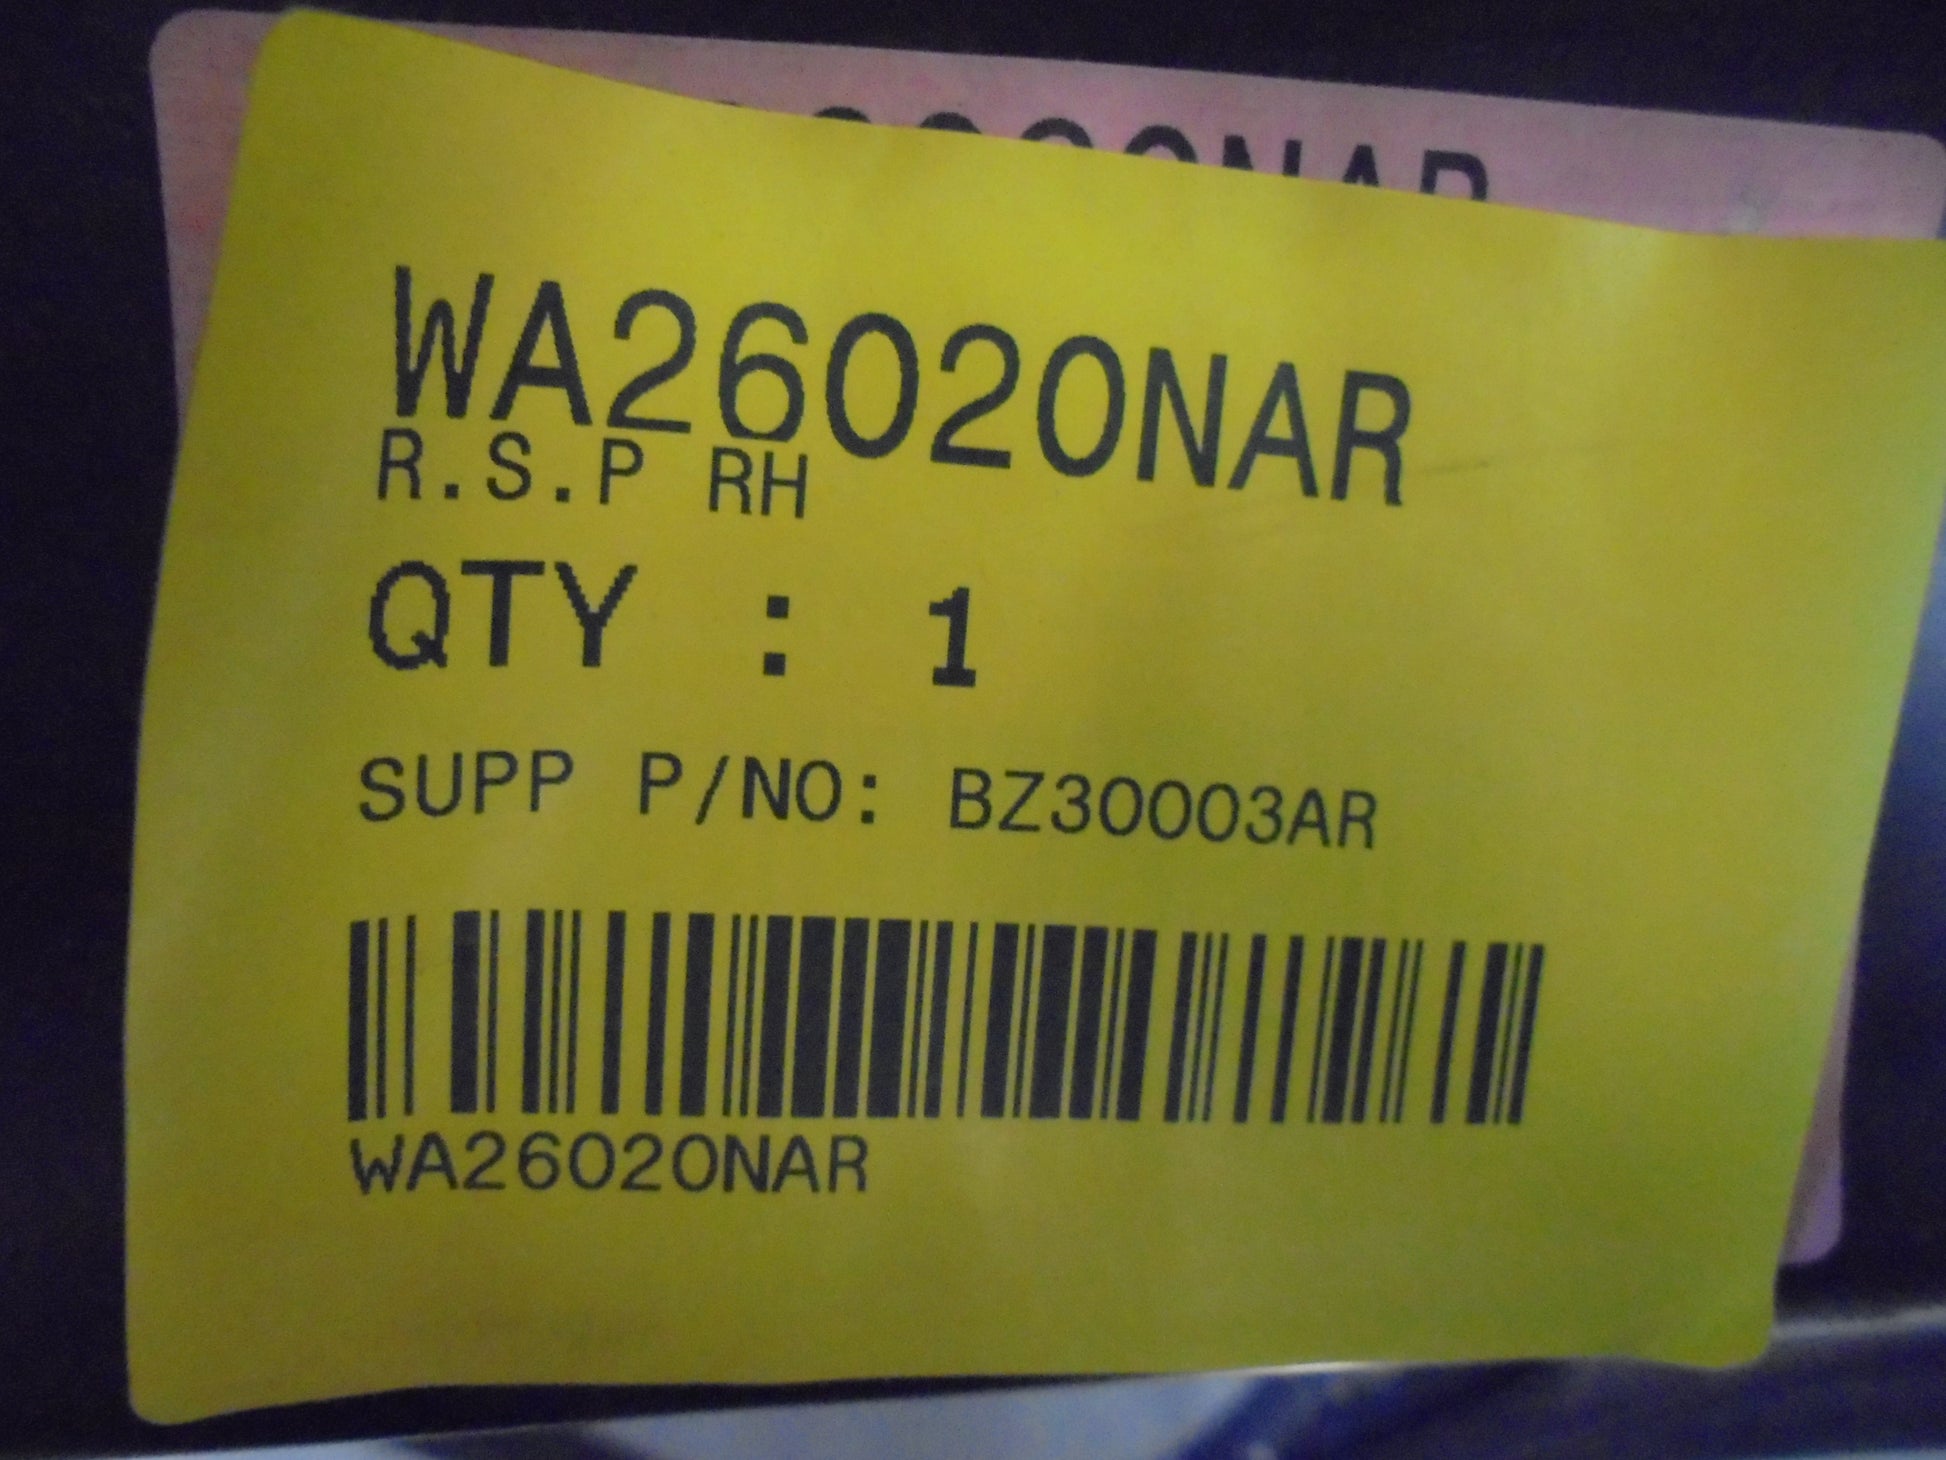 WA26020NAR
R.S.P RH
QTY : 1
SUPP P/NO: BZ30003AR
WA26020NAR